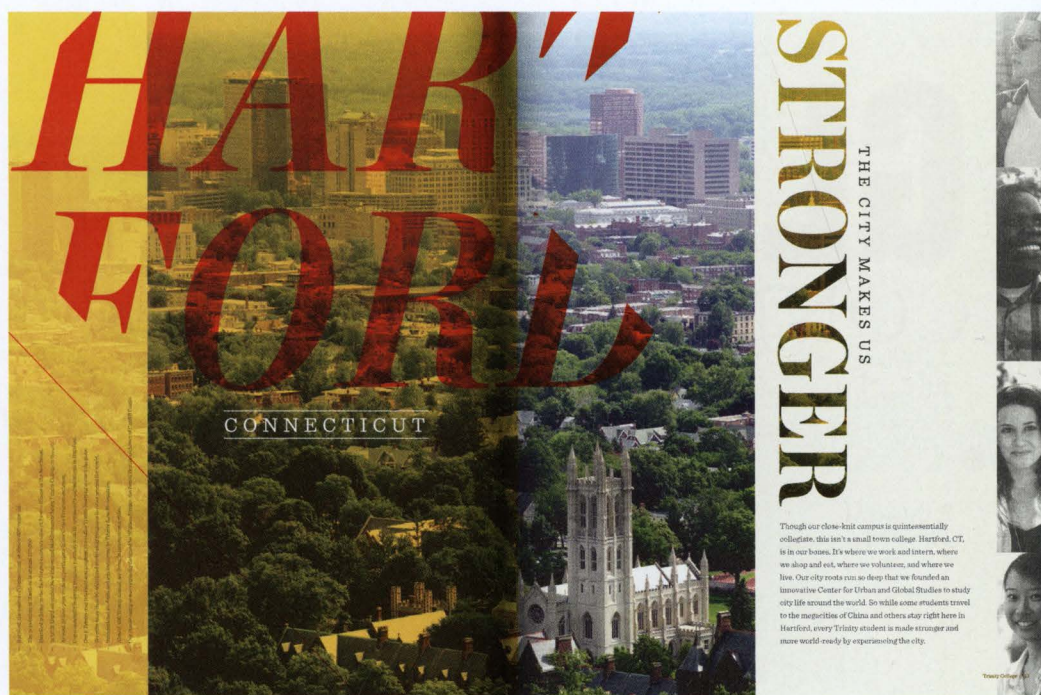 HART
FORD
CONNECTICUT
THE CITY MAKES US
STRONGER
Though our close-knit campus is quintessentially
collegiate, this isn't a small town college. Hartford, CT,
is in our bones. It's where we work and intern, where
we shop and eat, where we volunteer, and where we
live. Our city roots run so deep that we founded an
innovative Center for Urban and Global Studies to study
city life around the world. So while some students travel
to the megacities of China and others stay right here in
Hartford, every Trinity student is made stronger and
more world-ready by experiencing the city.
Trinity College